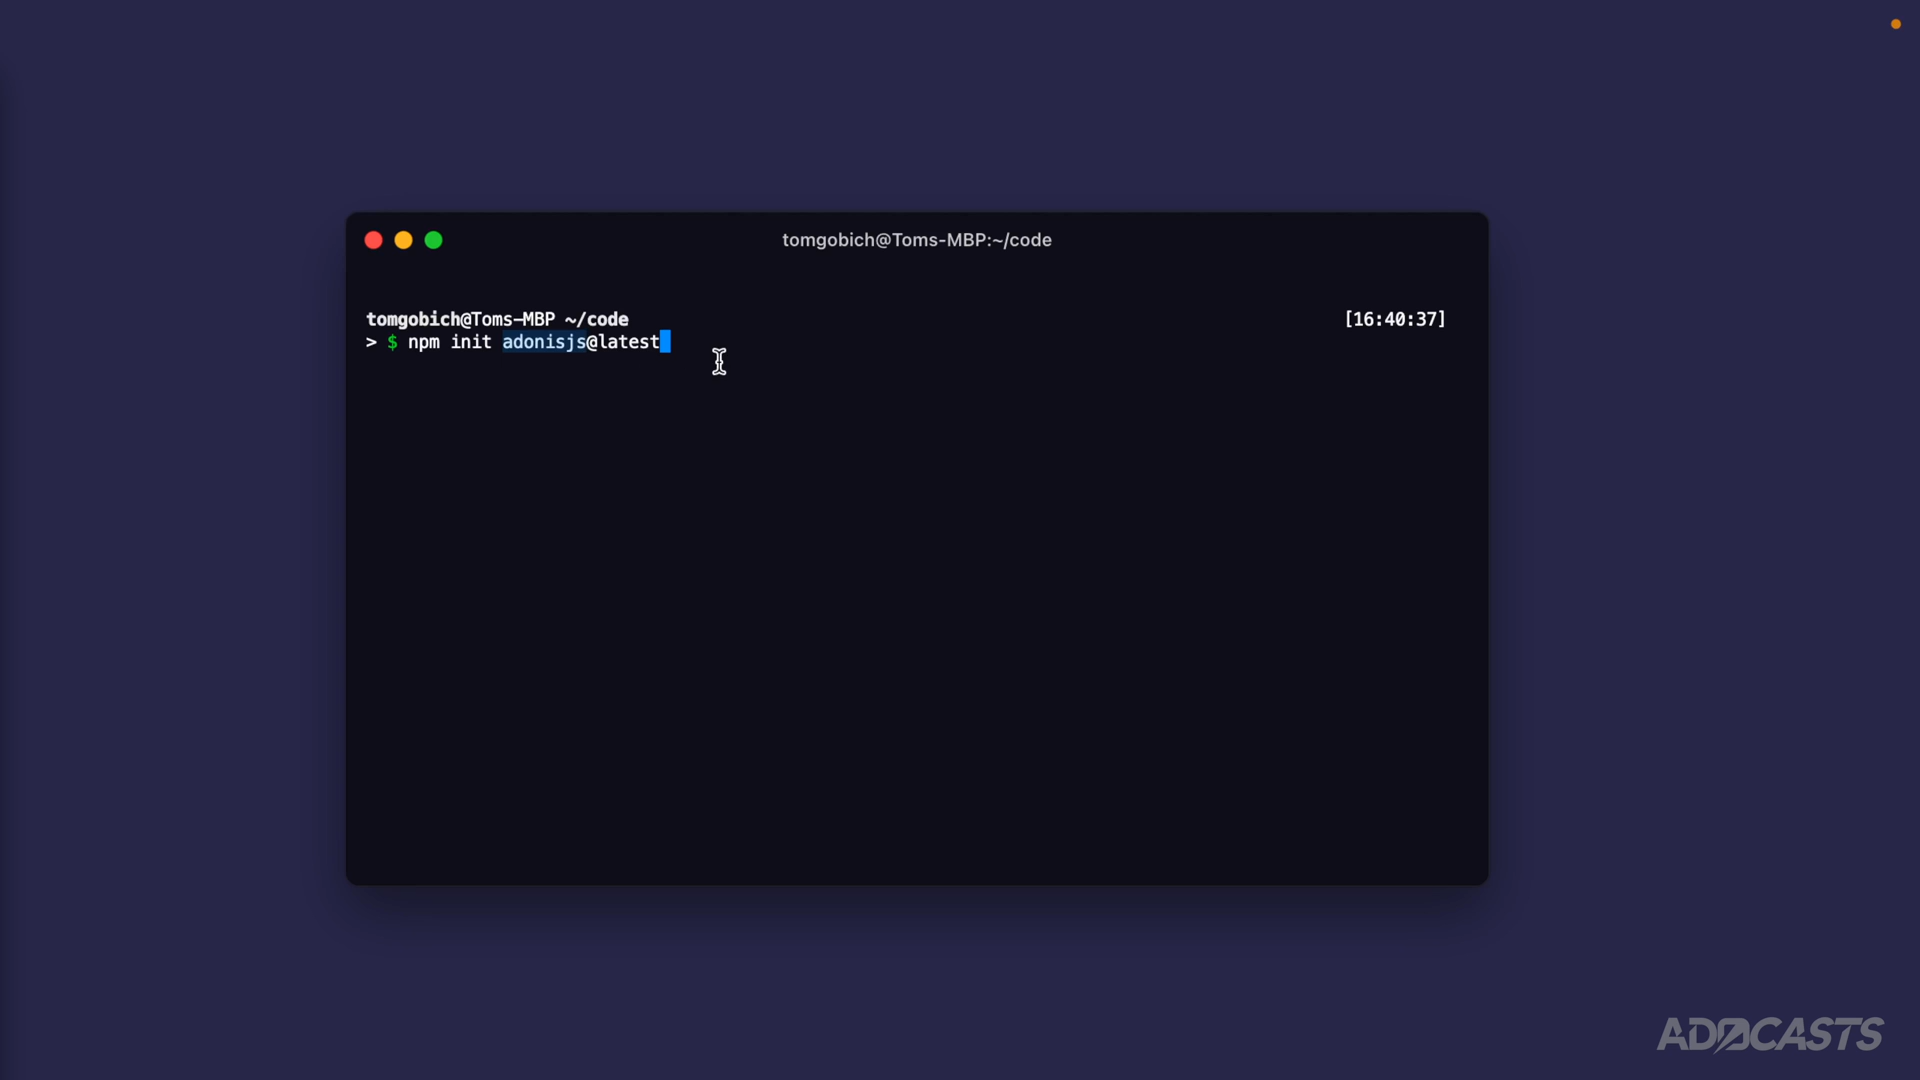 tomgobich@Toms-MBP:~/code
tomgobich@Toms-MBP ~/code [16:40:37]
> $ npm init adonisjs@latest
ADOCASTS